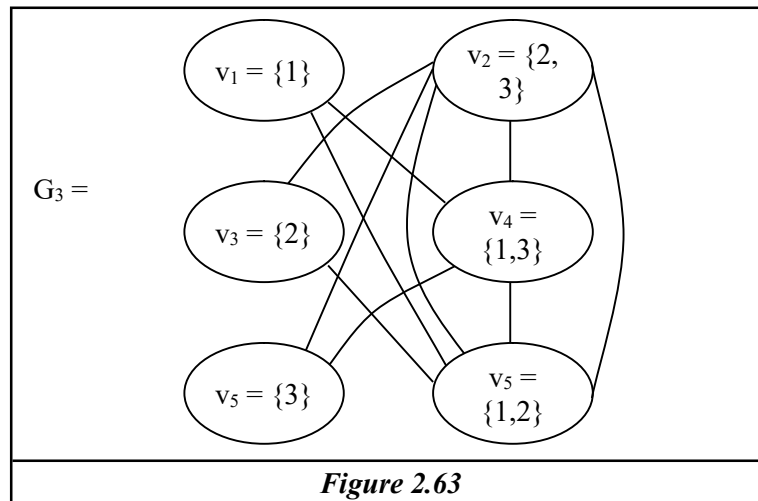 v₁ = {1}
v₂ = {2,
3}
G₃ =
v₃ = {2}
v₄ =
{1,3}
v₅ = {3}
v₅ =
{1,2}
Figure 2.63